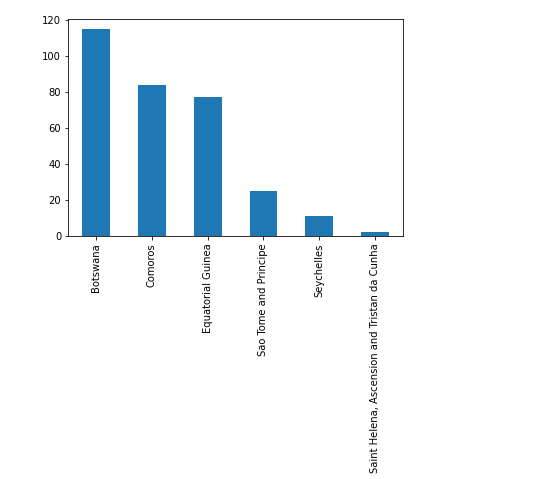 120
100
80
60
40
20
0
Botswana
Comoros
Equatorial Guinea
Sao Tome and Principe
Seychelles
Saint Helena, Ascension and Tristan da Cunha